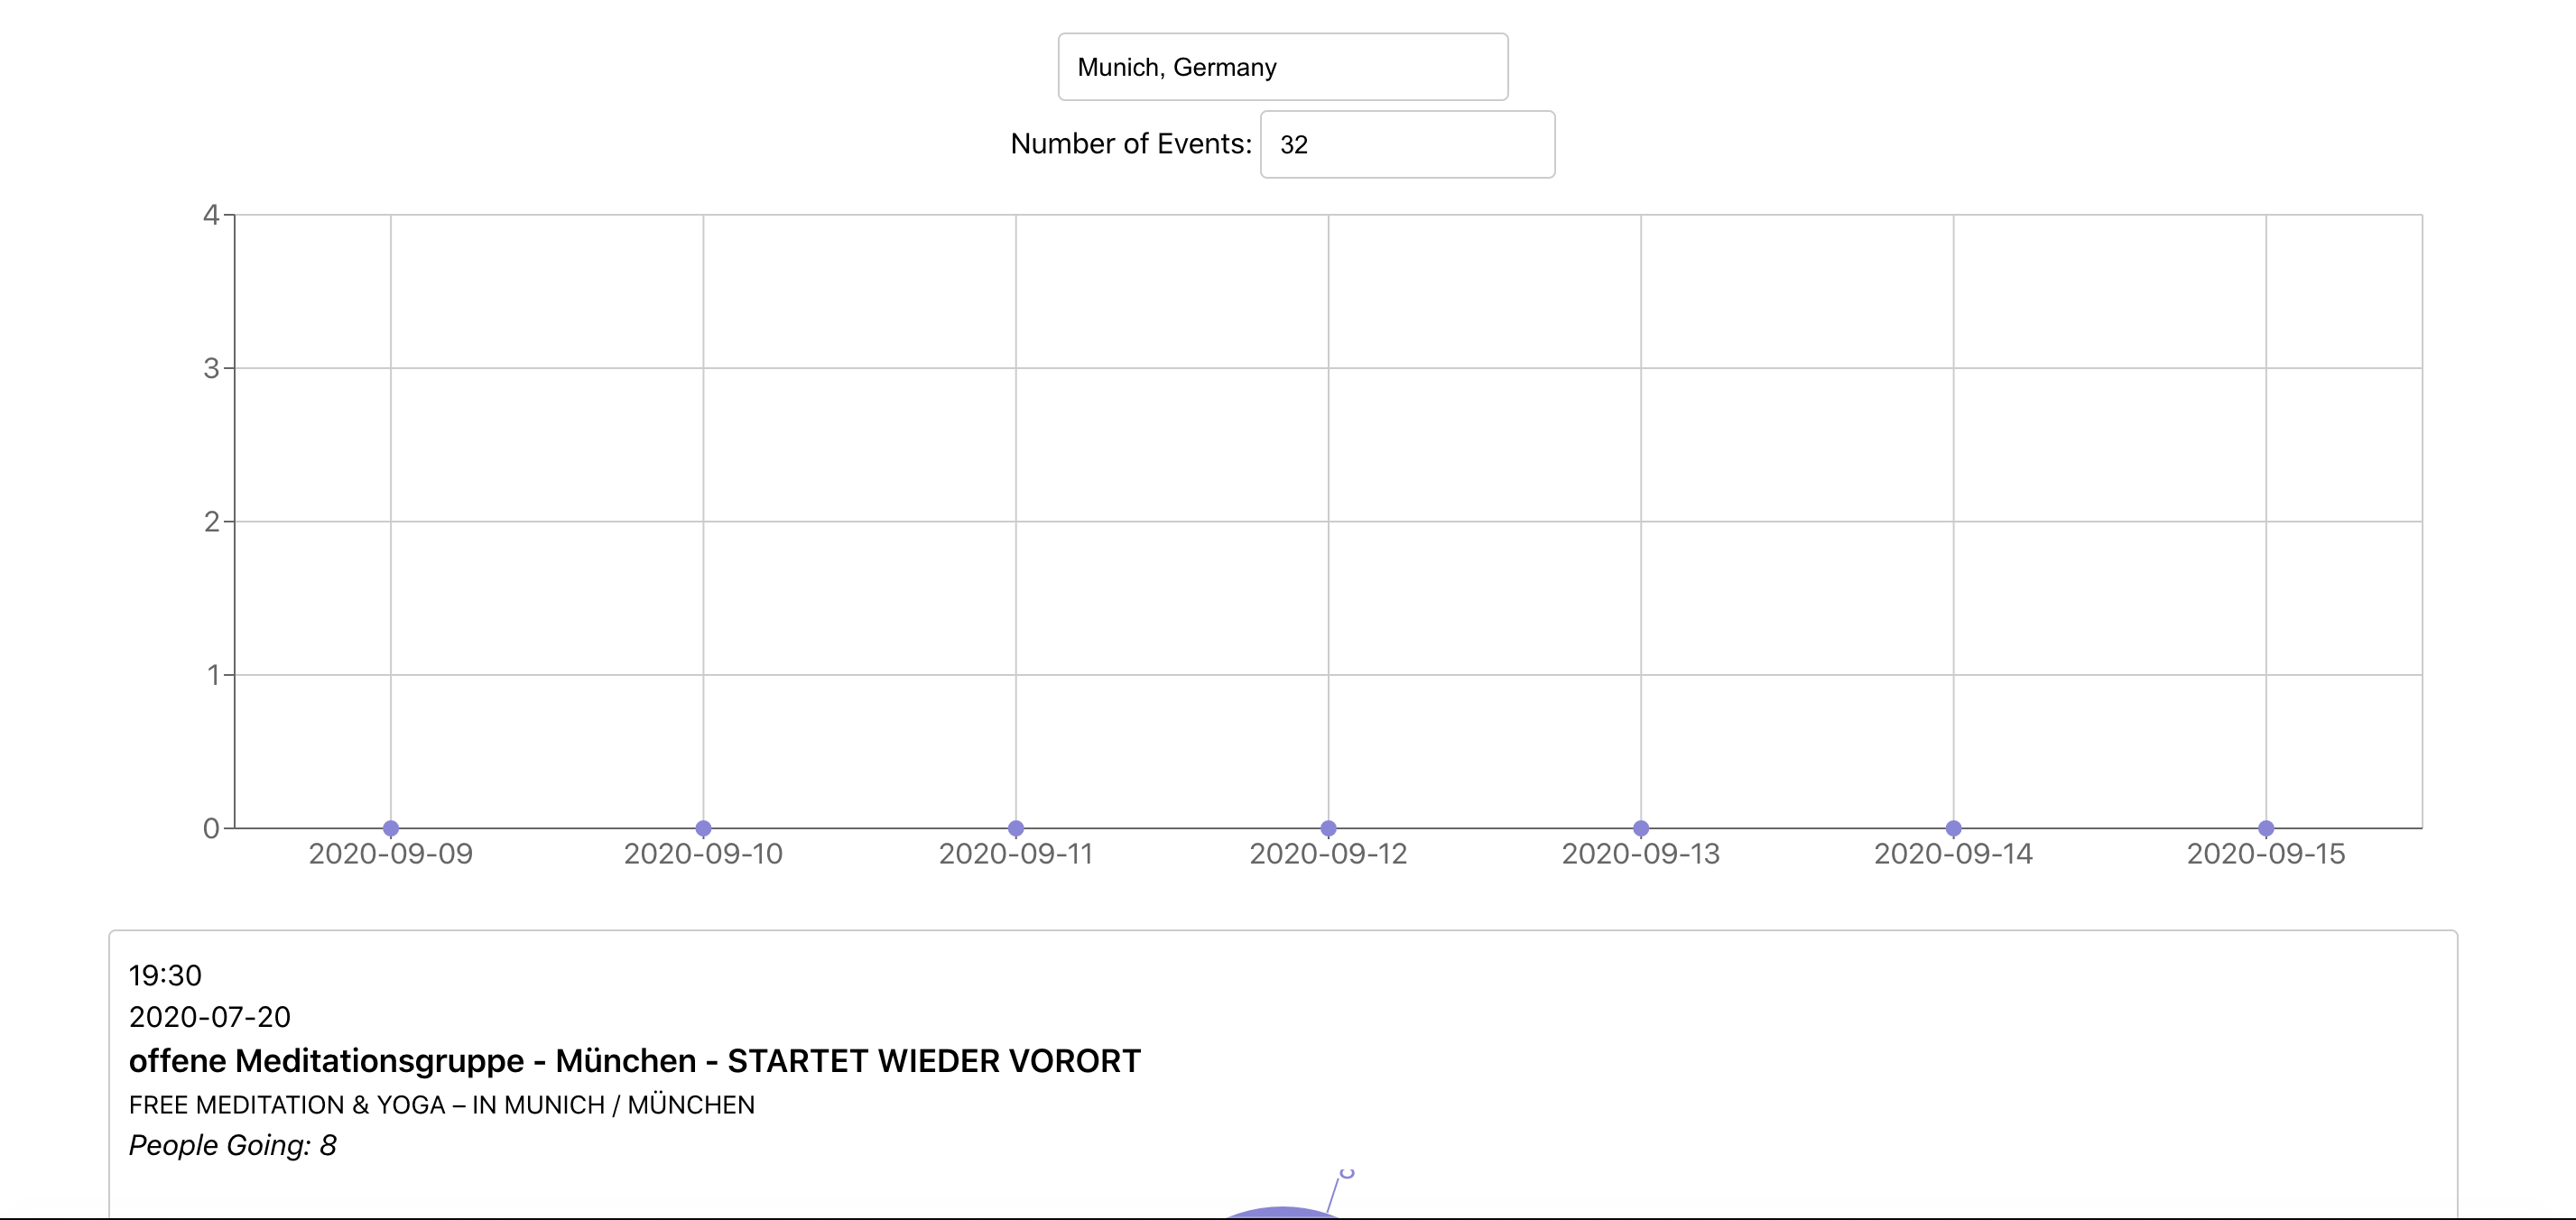 Munich, Germany
Number of Events: 32
4
3
2
1
0
2020-09-09 2020-09-10 2020-09-11 2020-09-12 2020-09-13 2020-09-14 2020-09-15
19:30
2020-07-20
offene Meditationsgruppe - München - STARTET WIEDER VORORT
FREE MEDITATION & YOGA – IN MUNICH / MÜNCHEN
People Going: 8